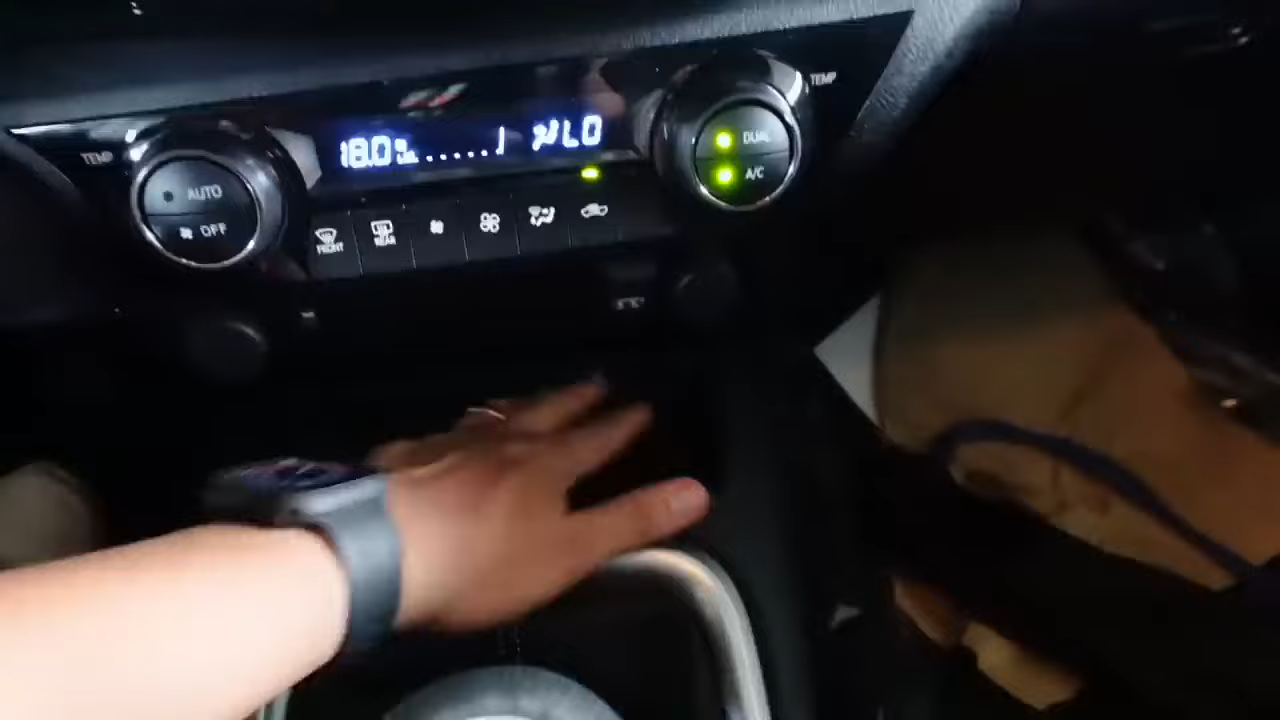 TEMP
18.0
LO
TEMP
AUTO
OFF
DUAL
A/C
FRONT
REAR